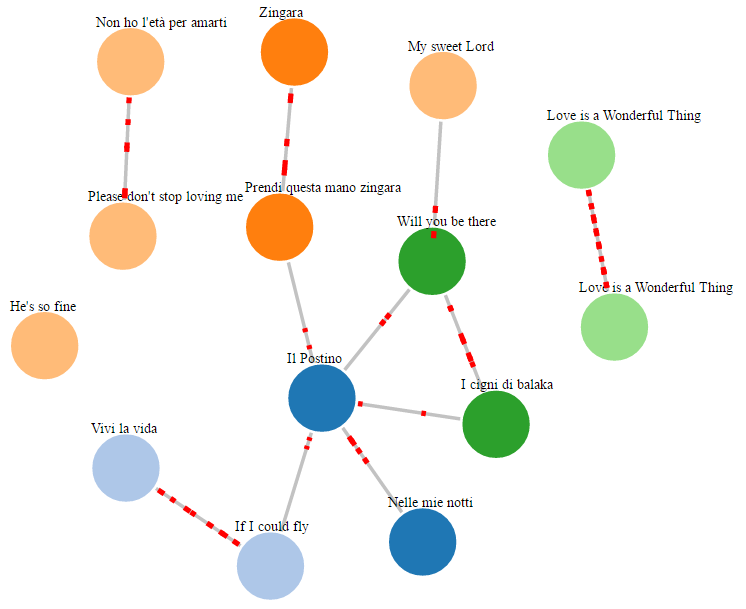 Zingara
Non ho l'età per amarti
My sweet Lord
Love is a Wonderful Thing
Prendi questa mano zingara
Please don't stop loving me
Will you be there
Love is a Wonderful Thing
He's so fine
Il Postino
I cigni di balaka
Vivi la vida
Nelle mie notti
If I could fly